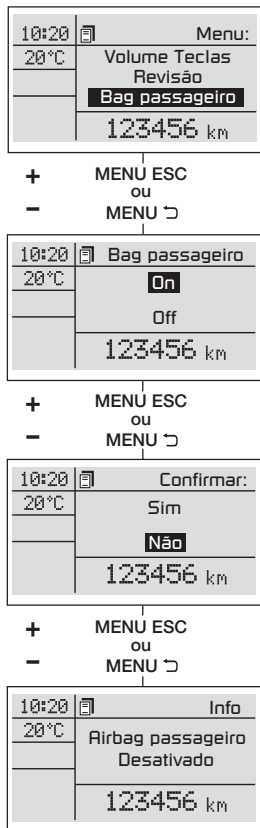 10:20 Menu:
20°C Volume Teclas
Revisão
Bag passageiro
123456 km
+ MENU ESC
ou
- MENU
10:20 Bag passageiro
20°C On
Off
123456 km
+ MENU ESC
ou
- MENU
10:20 Confirmar:
20°C Sim
Não
123456 km
+ MENU ESC
ou
- MENU
10:20 Info
20°C Airbag passageiro
Desativado
123456 km